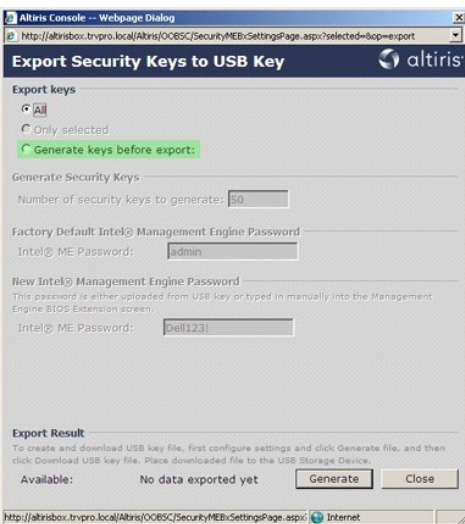 Altiris Console -- Webpage Dialog
http://altirisbox.trvpro.local/Altiris/OOBSC/SecurityMEBxSettingsPage.aspx?selected=&op=export
Export Security Keys to USB Key
altiris
Export keys
All
Only selected
Generate keys before export:
Generate Security Keys
Number of security keys to generate: 50
Factory Default Intel® Management Engine Password
Intel® ME Password: admin
New Intel® Management Engine Password
This password is either uploaded from USB key or typed in manually into the Management
Engine BIOS Extension screen.
Intel® ME Password: Dell123!
Export Result
To create and download USB key file, first configure settings and click Generate file, and then
click Download USB key file. Place downloaded file to the USB Storage Device.
Available: No data exported yet Generate Close
http://altirisbox.trvpro.local/Altiris/OOBSC/SecurityMEBxSettingsPage.aspx Internet